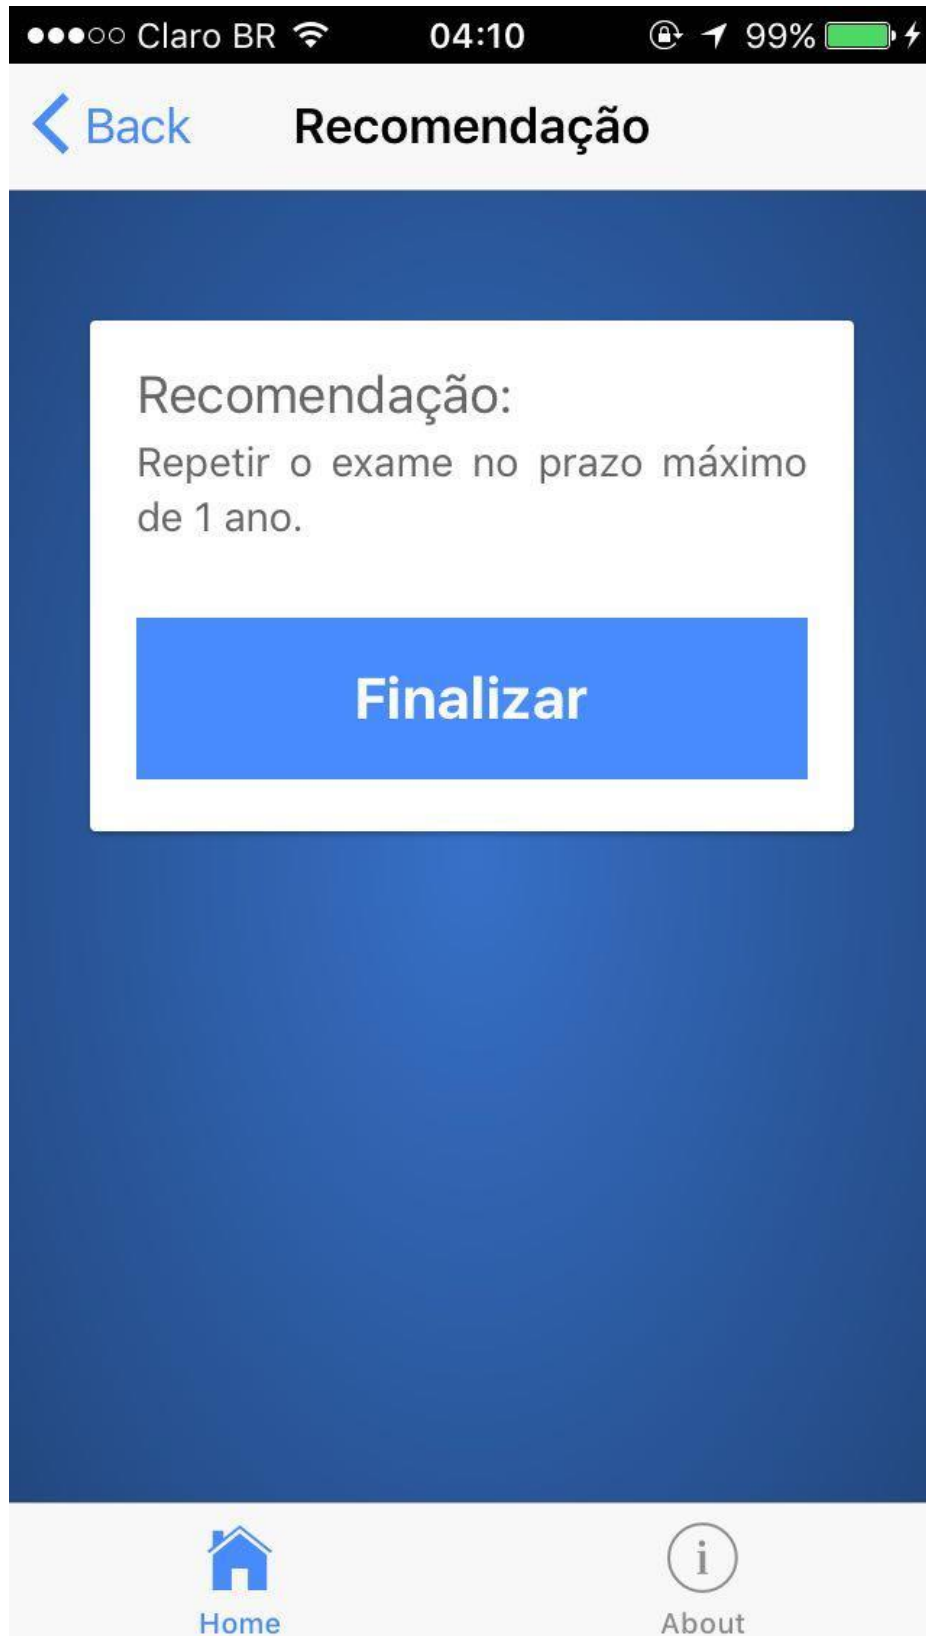 Claro BR 04:10 99%
Back Recomendação
Recomendação:
Repetir o exame no prazo máximo
de 1 ano.
Finalizar
i
Home About